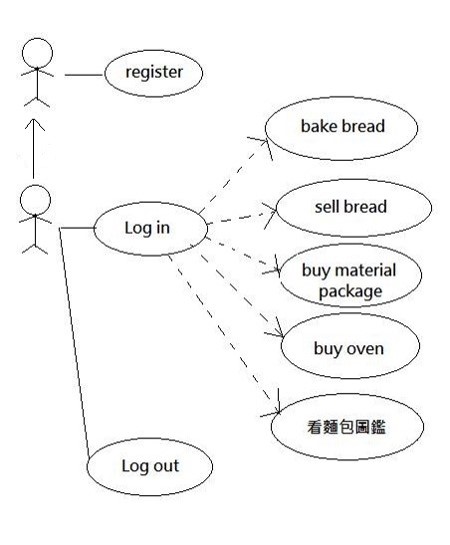 register
bake bread
sell bread
Log in
buy material
package
buy oven
看麵包圖鑑
Log out